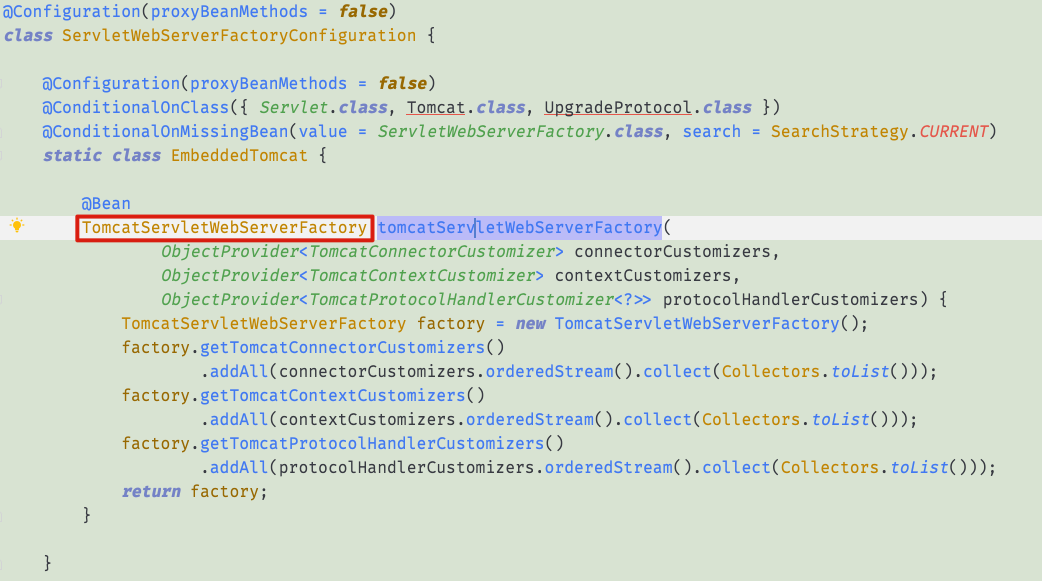 @Configuration(proxyBeanMethods = false)
class ServletWebServerFactoryConfiguration {
@Configuration(proxyBeanMethods = false)
@ConditionalOnClass({ Servlet.class, Tomcat.class, UpgradeProtocol.class })
@ConditionalOnMissingBean(value = ServletWebServerFactory.class, search = SearchStrategy.CURRENT)
static class EmbeddedTomcat {
@Bean
TomcatServletWebServerFactory tomcatServletWebServerFactory(
ObjectProvider<TomcatConnectorCustomizer> connectorCustomizers,
ObjectProvider<TomcatContextCustomizer> contextCustomizers,
ObjectProvider<TomcatProtocolHandlerCustomizer<?>> protocolHandlerCustomizers) {
TomcatServletWebServerFactory factory = new TomcatServletWebServerFactory();
factory.getTomcatConnectorCustomizers()
.addAll(connectorCustomizers.orderedStream().collect(Collectors.toList()));
factory.getTomcatContextCustomizers()
.addAll(contextCustomizers.orderedStream().collect(Collectors.toList()));
factory.getTomcatProtocolHandlerCustomizers()
.addAll(protocolHandlerCustomizers.orderedStream().collect(Collectors.toList()));
return factory;
}
}